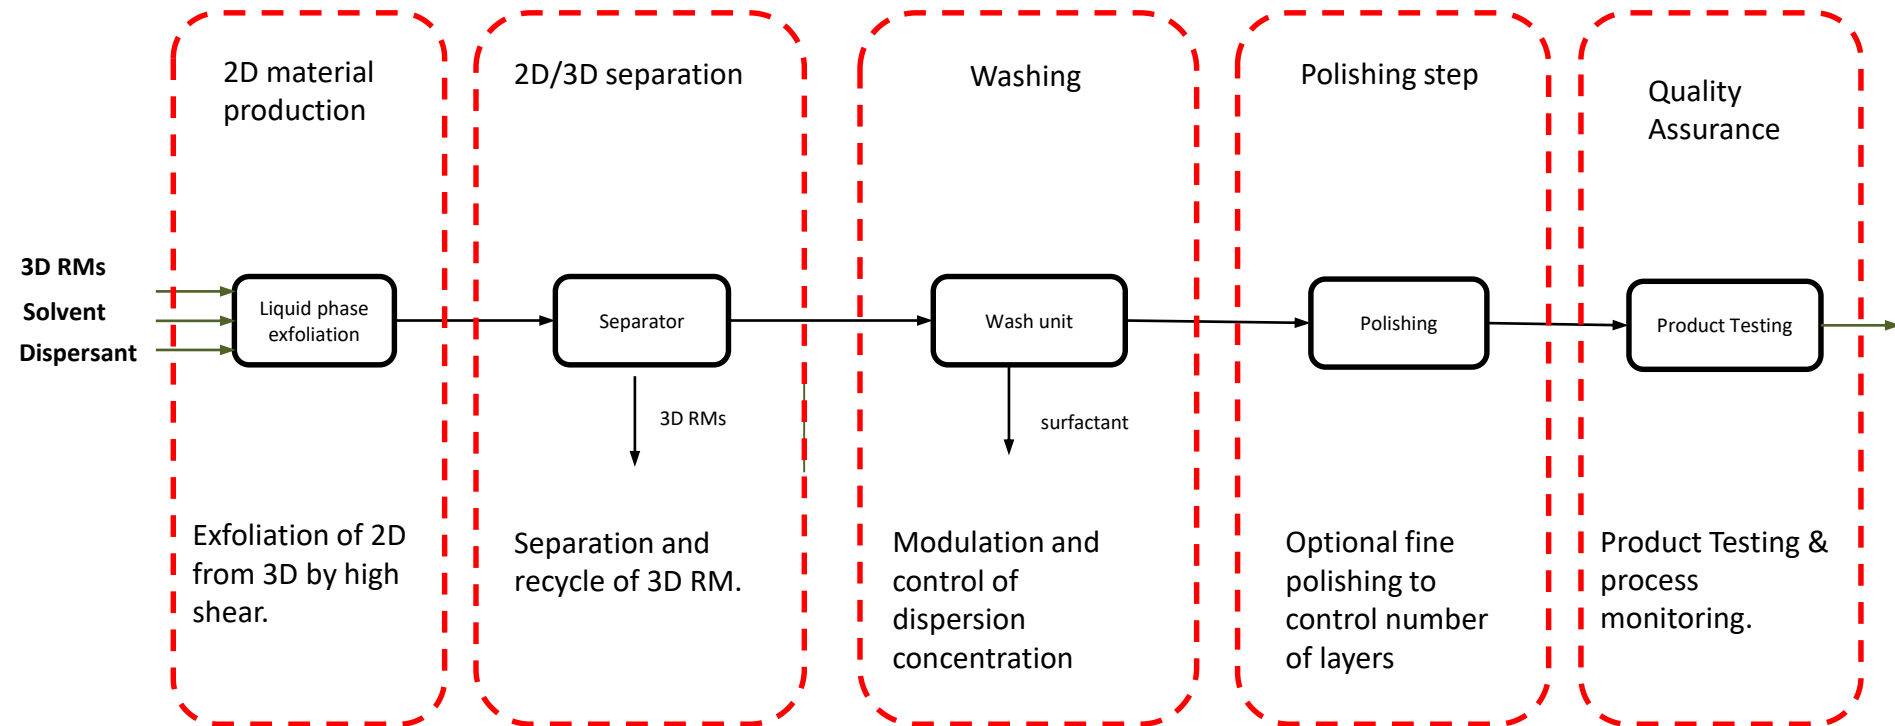 2D material
production
2D/3D separation
Washing
Polishing step
Quality
Assurance
3D RMs
Solvent
Dispersant
Liquid phase
exfoliation
Separator
Wash unit
Polishing
Product Testing
3D RMs
surfactant
Exfoliation of 2D
from 3D by high
shear.
Separation and
recycle of 3D RM.
Modulation and
control of
dispersion
concentration
Optional fine
polishing to
control number
of layers
Product Testing &
process
monitoring.